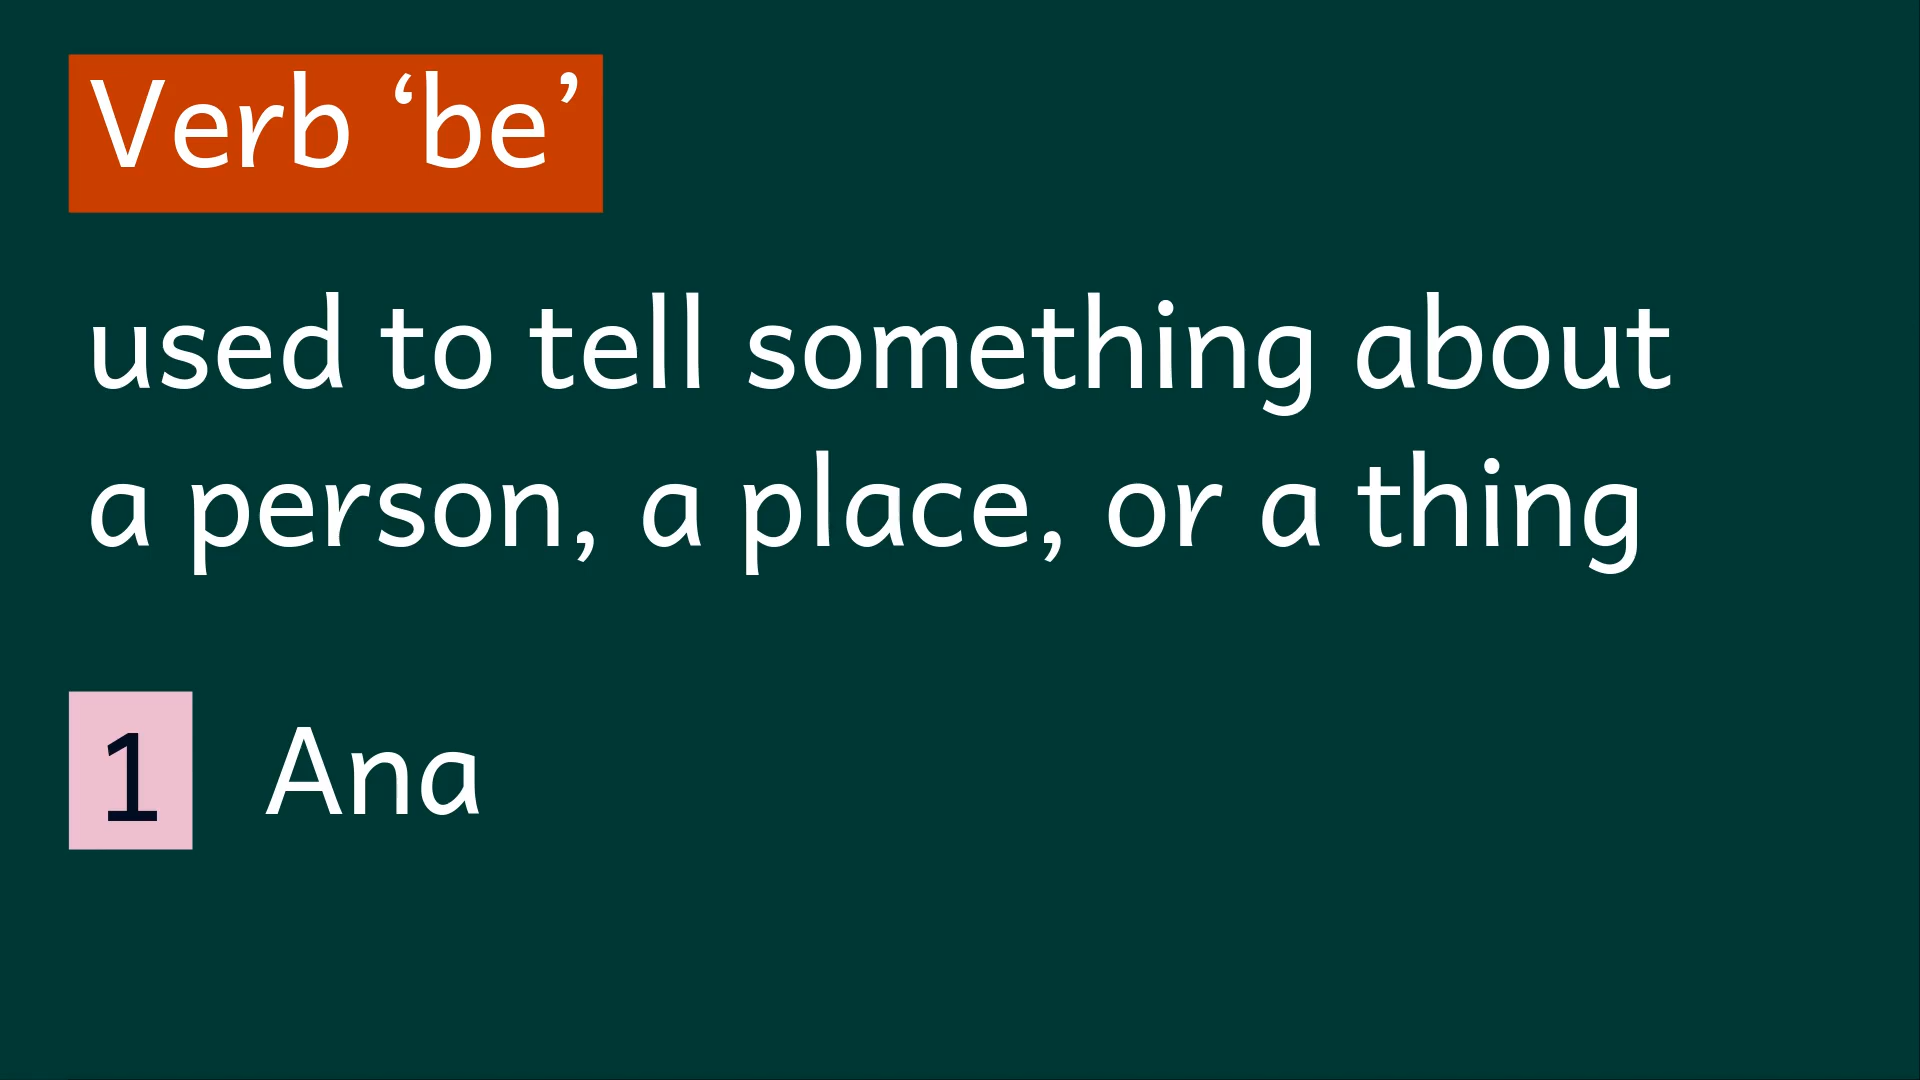 Verb ‘be’
used to tell something about
a person, a place, or a thing
1 Ana